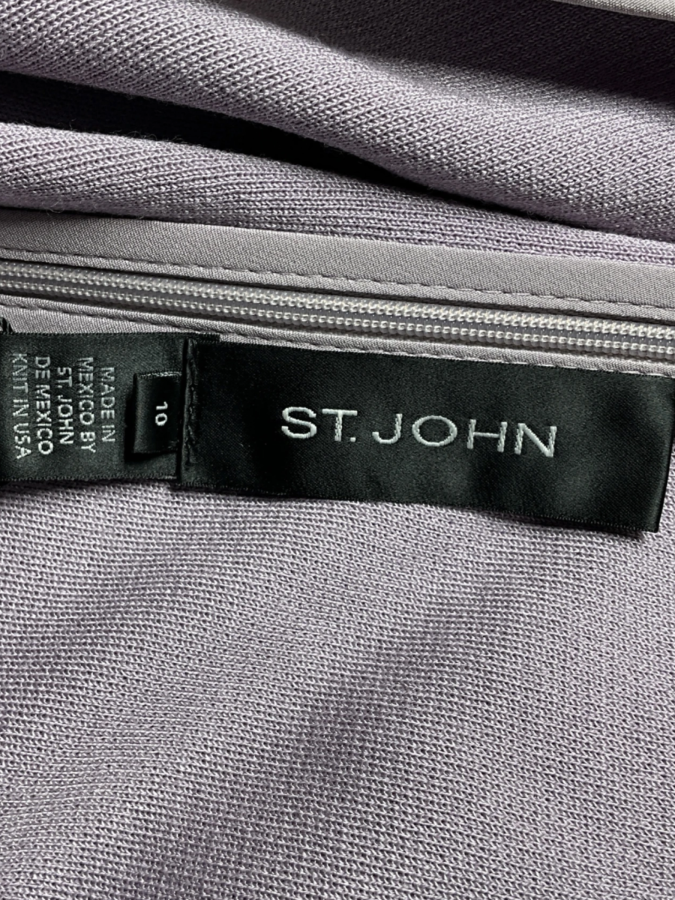 ST. JOHN
10
MADE IN
MEXICO BY
ST. JOHN
DE MEXICO
KNIT IN USA